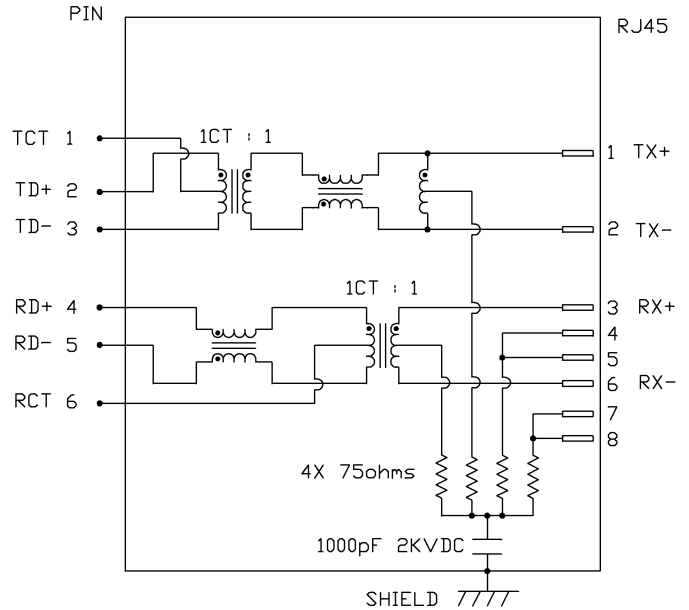 PIN
RJ45
TCT 1
1CT : 1
1 TX+
TD+ 2
TD- 3
2 TX-
1CT : 1
RD+ 4
3 RX+
4
RD- 5
5
6 RX-
RCT 6
7
8
4X 75ohms
1000pF 2KVDC
SHIELD